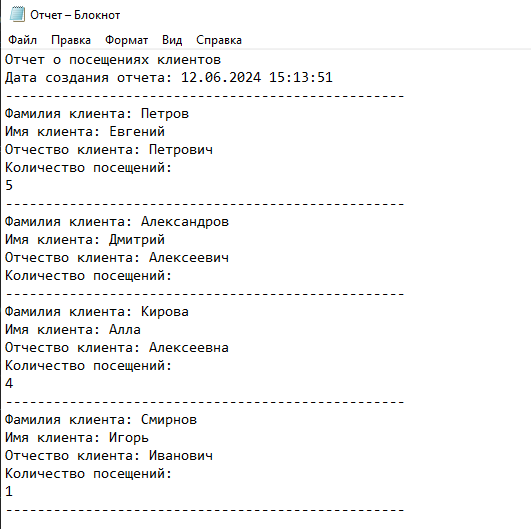 Отчет – Блокнот
Файл Правка Формат Вид Справка
Отчет о посещениях клиентов
Дата создания отчета: 12.06.2024 15:13:51
--------------------------------------------------
Фамилия клиента: Петров
Имя клиента: Евгений
Отчество клиента: Петрович
Количество посещений:
5
--------------------------------------------------
Фамилия клиента: Александров
Имя клиента: Дмитрий
Отчество клиента: Алексеевич
Количество посещений:
--------------------------------------------------
Фамилия клиента: Кирова
Имя клиента: Алла
Отчество клиента: Алексеевна
Количество посещений:
4
--------------------------------------------------
Фамилия клиента: Смирнов
Имя клиента: Игорь
Отчество клиента: Иванович
Количество посещений:
1
--------------------------------------------------